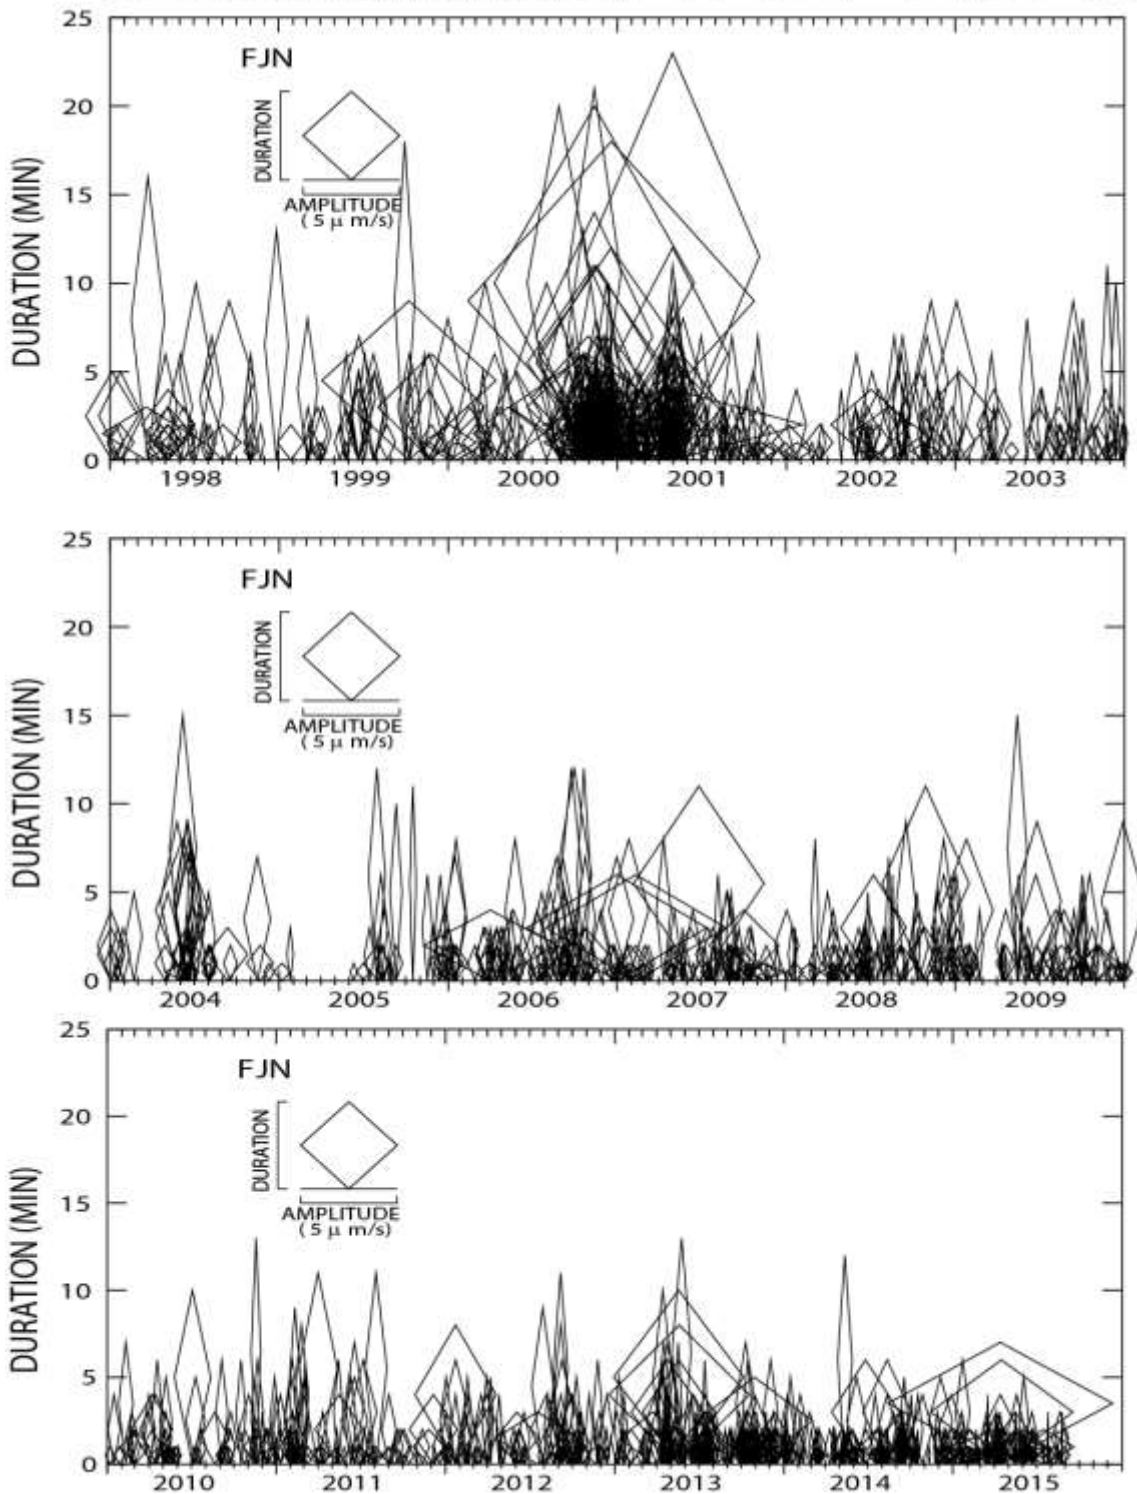 25
FJN
20
DURATION
15
AMPLITUDE
( 5 μ m/s)
DURATION (MIN)
10
5
0
1998 1999 2000 2001 2002 2003
25
FJN
20
DURATION
15
AMPLITUDE
( 5 μ m/s)
DURATION (MIN)
10
5
0
2004 2005 2006 2007 2008 2009
25
FJN
20
DURATION
15
AMPLITUDE
( 5 μ m/s)
DURATION (MIN)
10
5
0
2010 2011 2012 2013 2014 2015